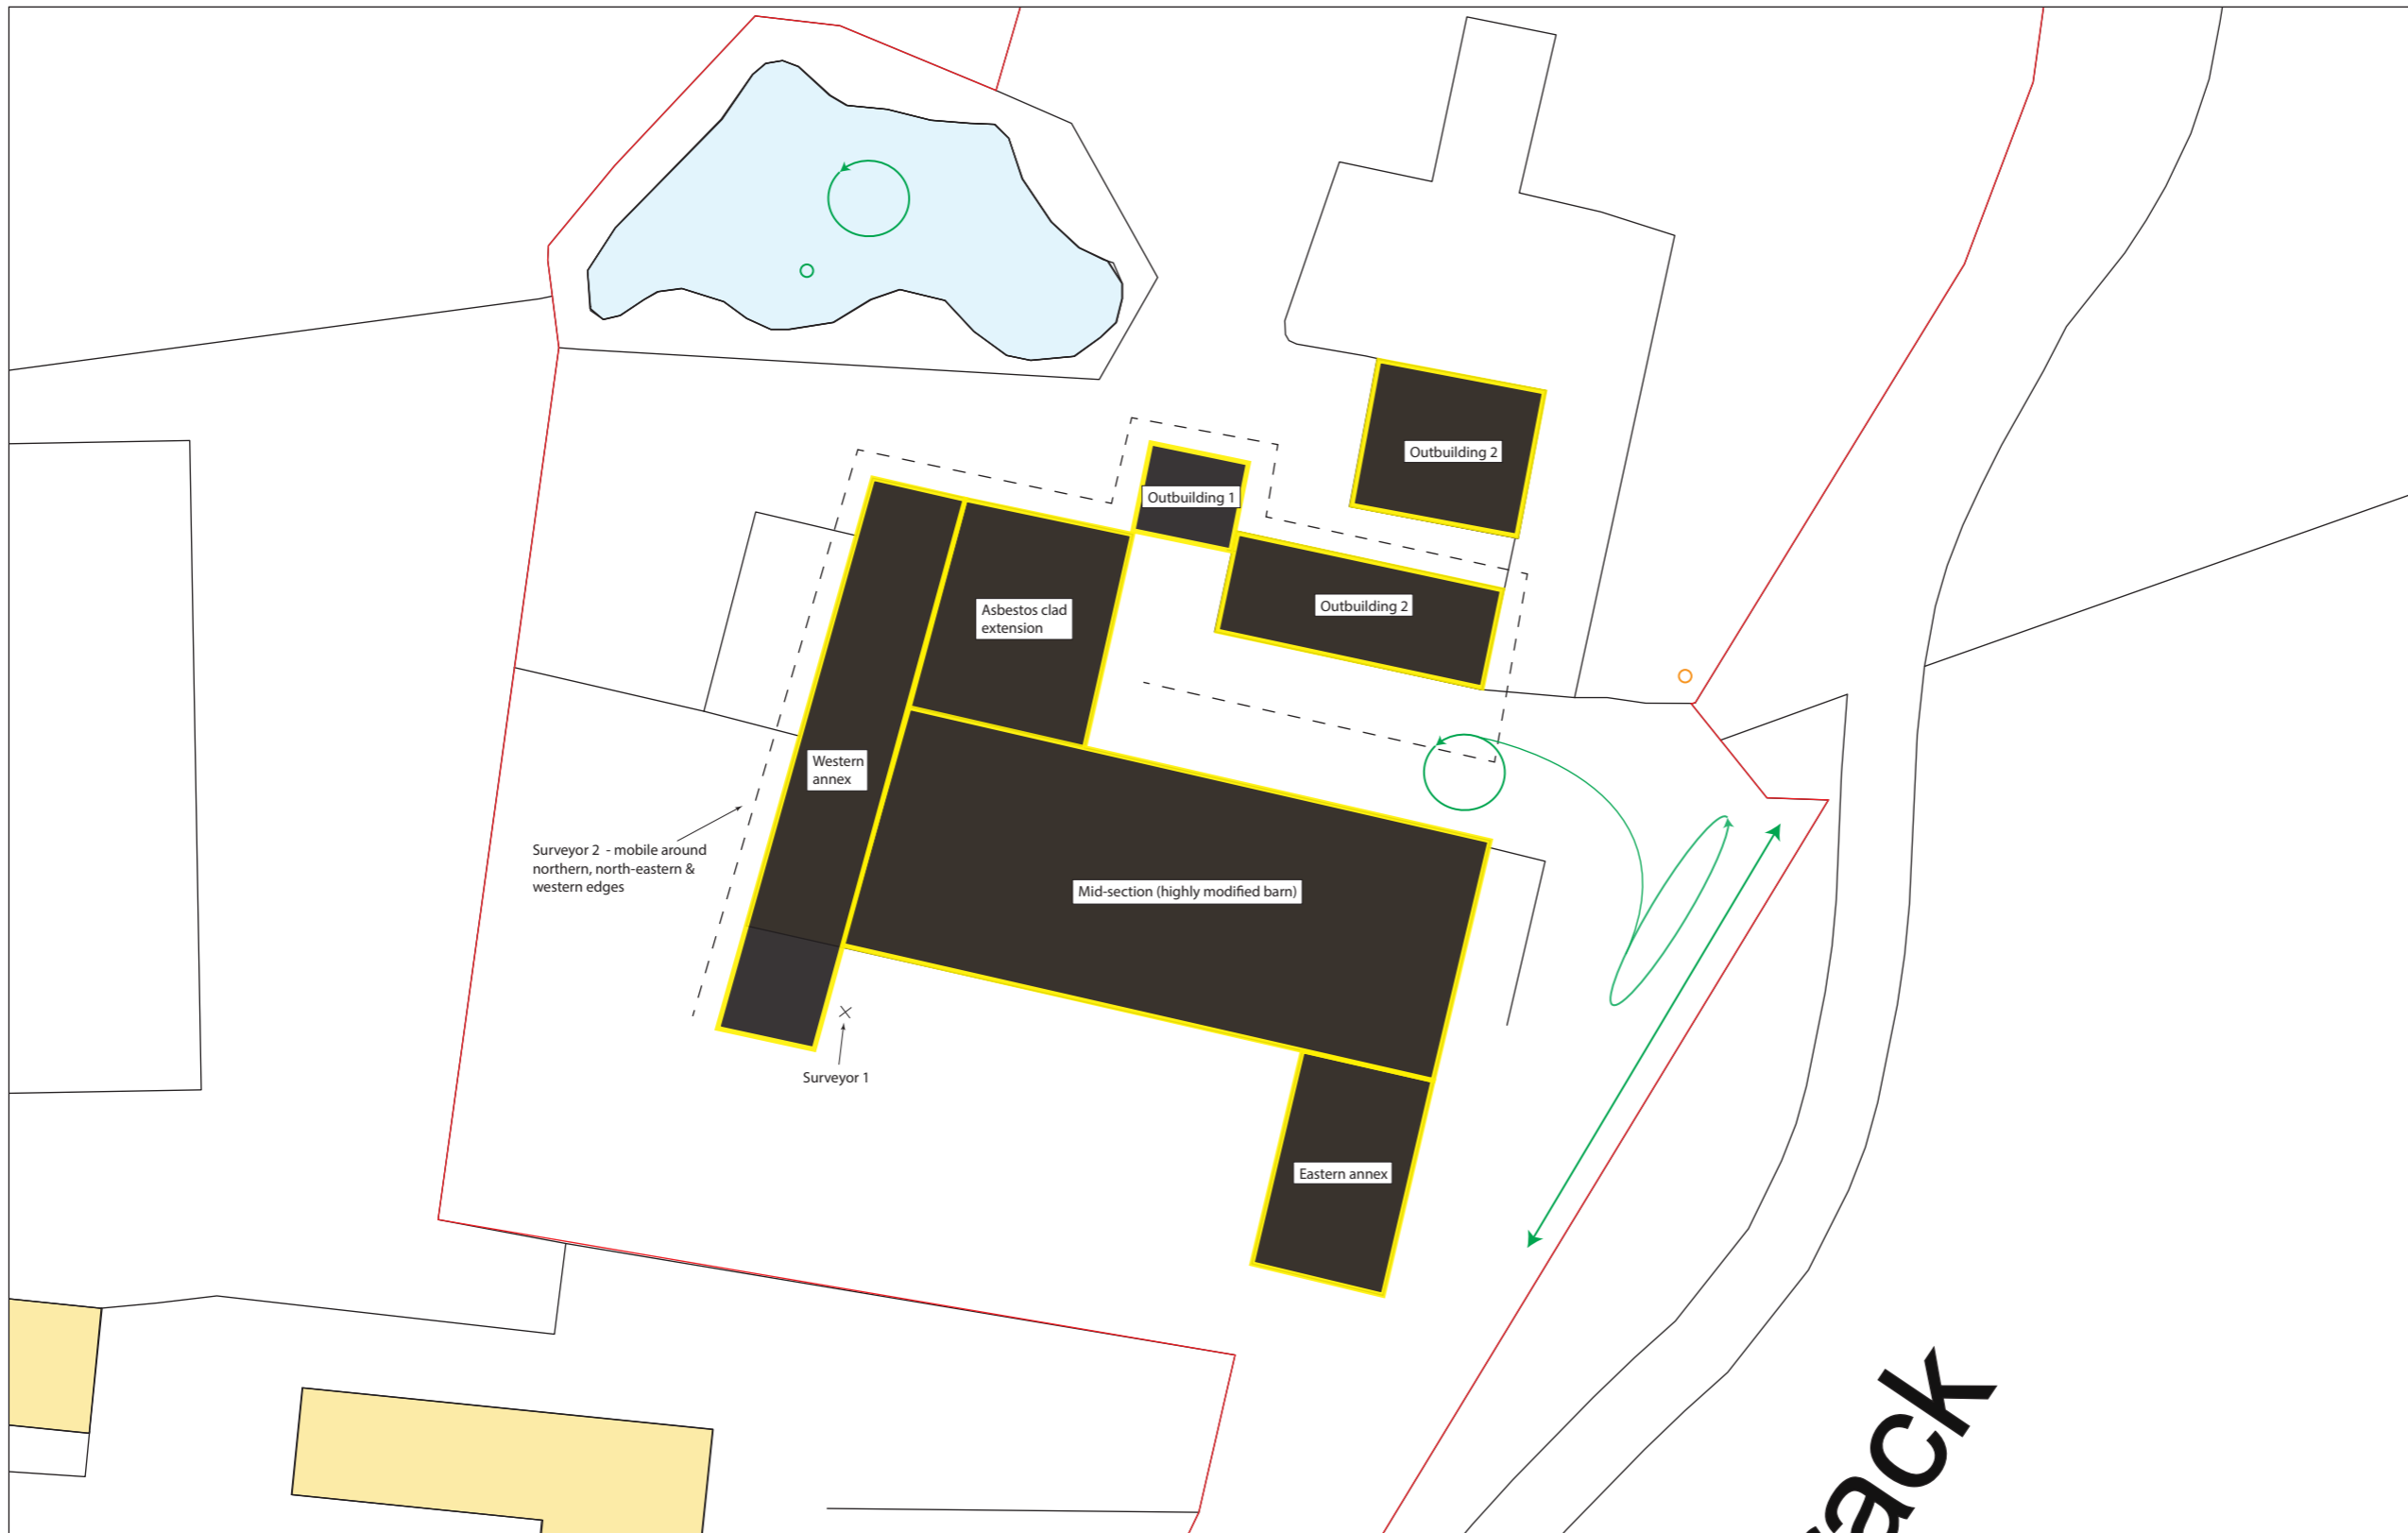 Outbuilding 2
Outbuilding 1
Outbuilding 2
Asbestos clad
extension
Western
annex
Surveyor 2  - mobile around
northern, north-eastern &
western edges
Mid-section (highly modified barn)
Surveyor 1
Eastern annex
ack